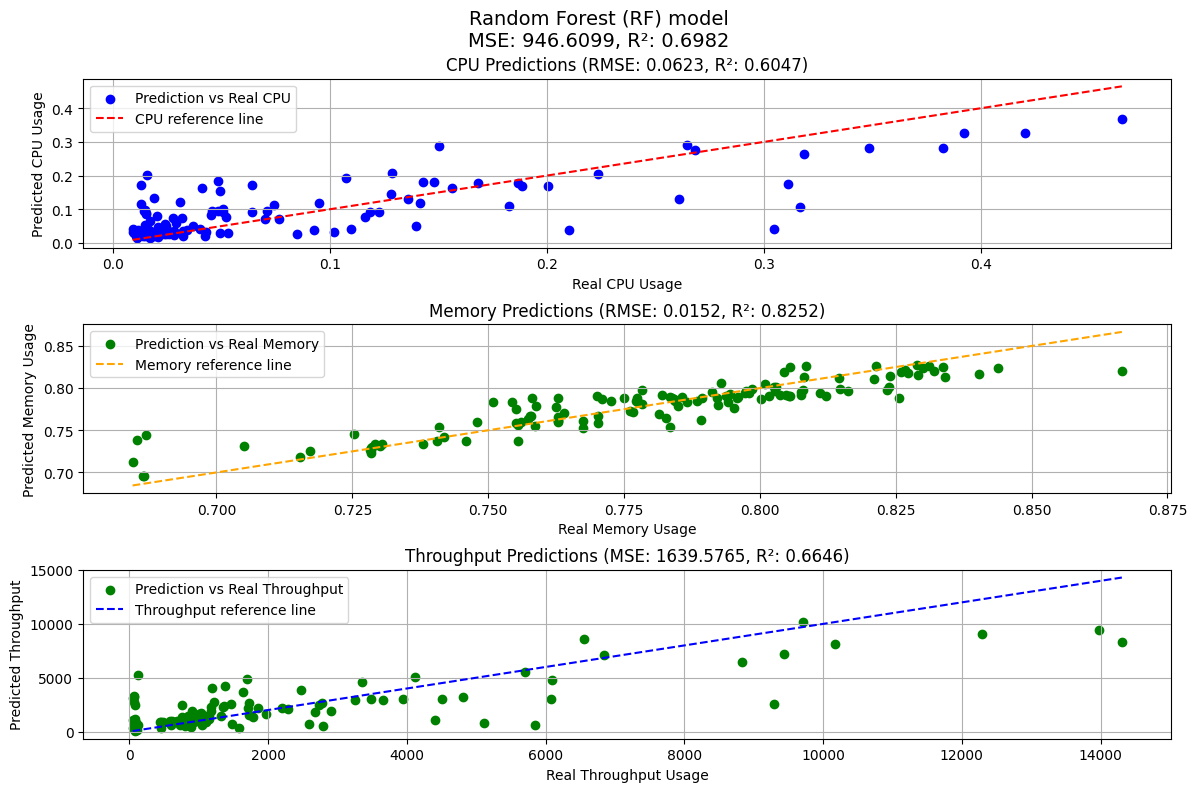 Random Forest (RF) model
MSE: 946.6099, R²: 0.6982
CPU Predictions (RMSE: 0.0623, R²: 0.6047)
Predicted CPU Usage
0.4
0.3
0.2
0.1
0.0
Prediction vs Real CPU
CPU reference line
0.0 0.1 0.2 0.3 0.4
Real CPU Usage
Memory Predictions (RMSE: 0.0152, R²: 0.8252)
Predicted Memory Usage
0.85
0.80
0.75
0.70
Prediction vs Real Memory
Memory reference line
0.700 0.725 0.750 0.775 0.800 0.825 0.850 0.875
Real Memory Usage
Throughput Predictions (MSE: 1639.5765, R²: 0.6646)
Predicted Throughput
15000
10000
5000
0
Prediction vs Real Throughput
Throughput reference line
0 2000 4000 6000 8000 10000 12000 14000
Real Throughput Usage